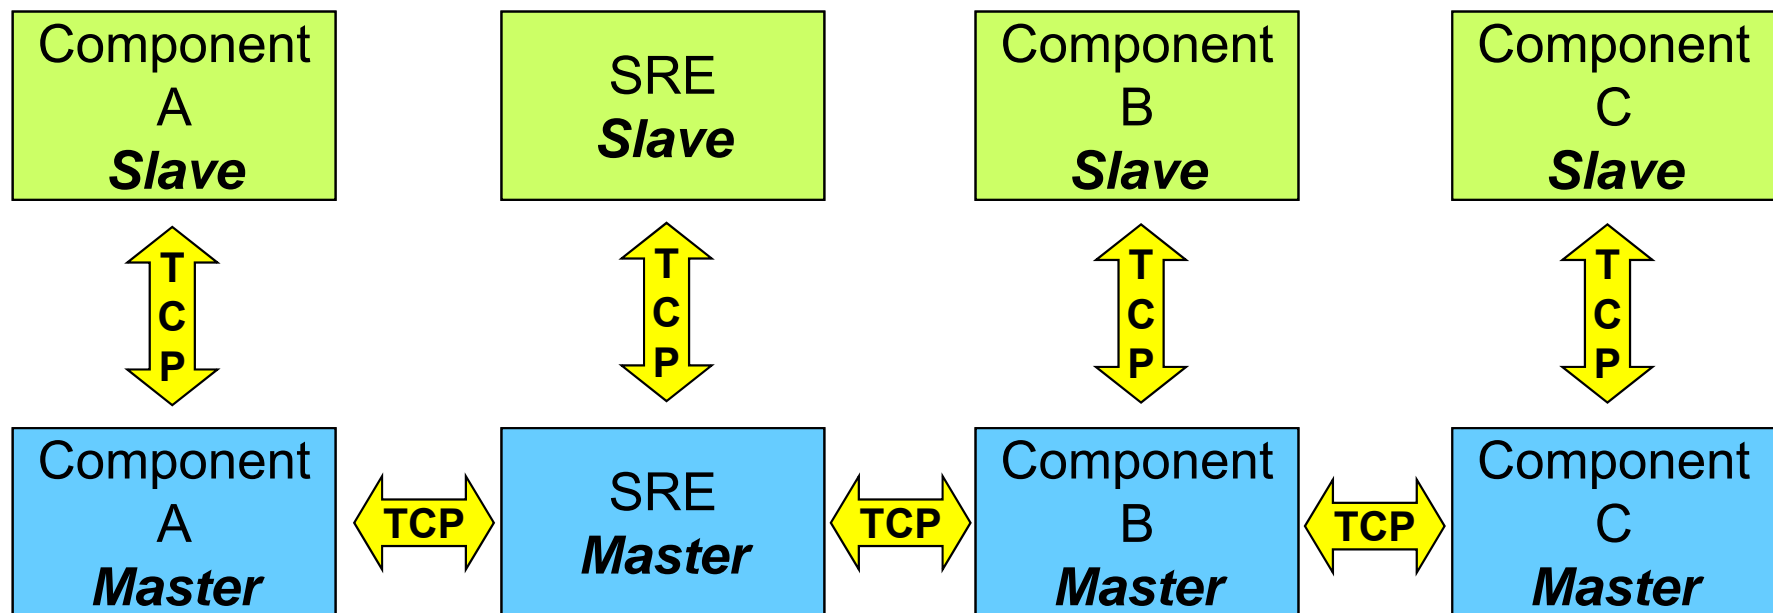 Component
A
Slave
SRE
Slave
Component
B
Slave
Component
C
Slave
T
C
P
T
C
P
T
C
P
T
C
P
Component
A
Master
TCP
SRE
Master
TCP
Component
B
Master
TCP
Component
C
Master